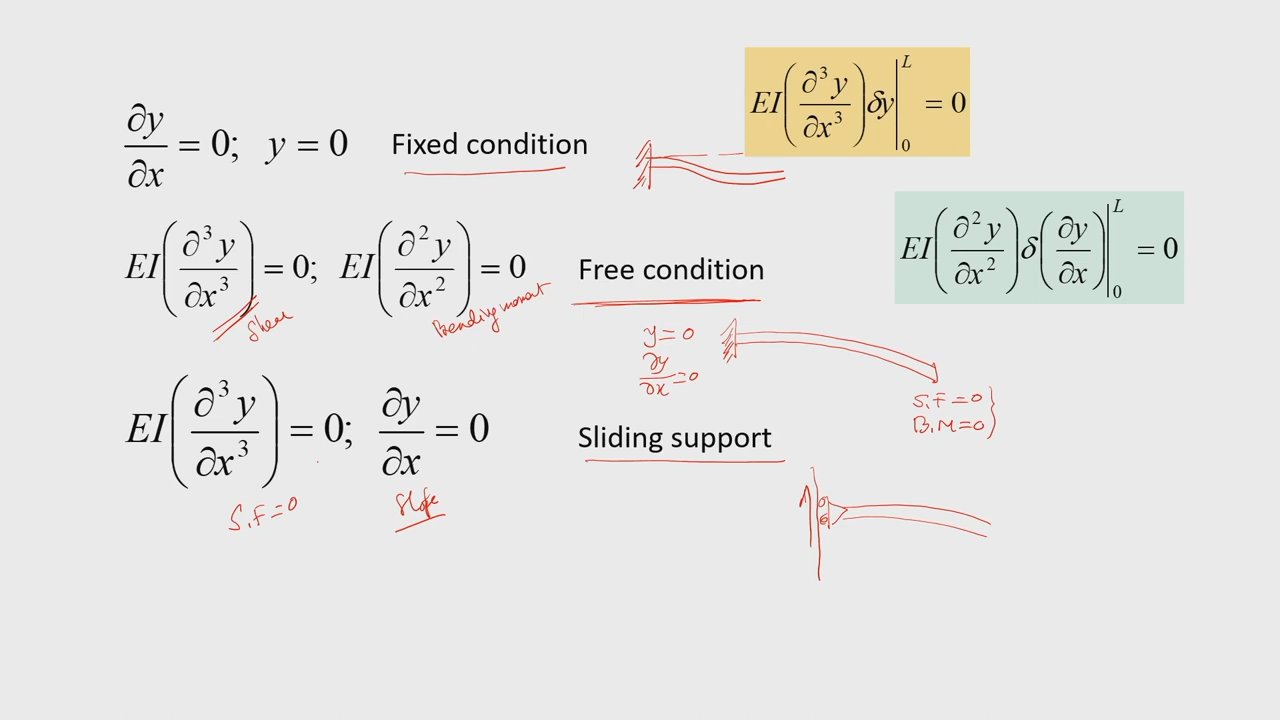 EI(∂³y/∂x³)δy|₀ᴸ = 0
∂y/∂x = 0; y = 0 Fixed condition
EI(∂²y/∂x²)δ(∂y/∂x)|₀ᴸ = 0
EI(∂³y/∂x³) = 0; EI(∂²y/∂x²) = 0 Free condition
Shear
Bending moment
y = 0
∂y/∂x = 0
S.F = 0
B.M = 0
EI(∂³y/∂x³) = 0; ∂y/∂x = 0 Sliding support
S.F = 0
Slope